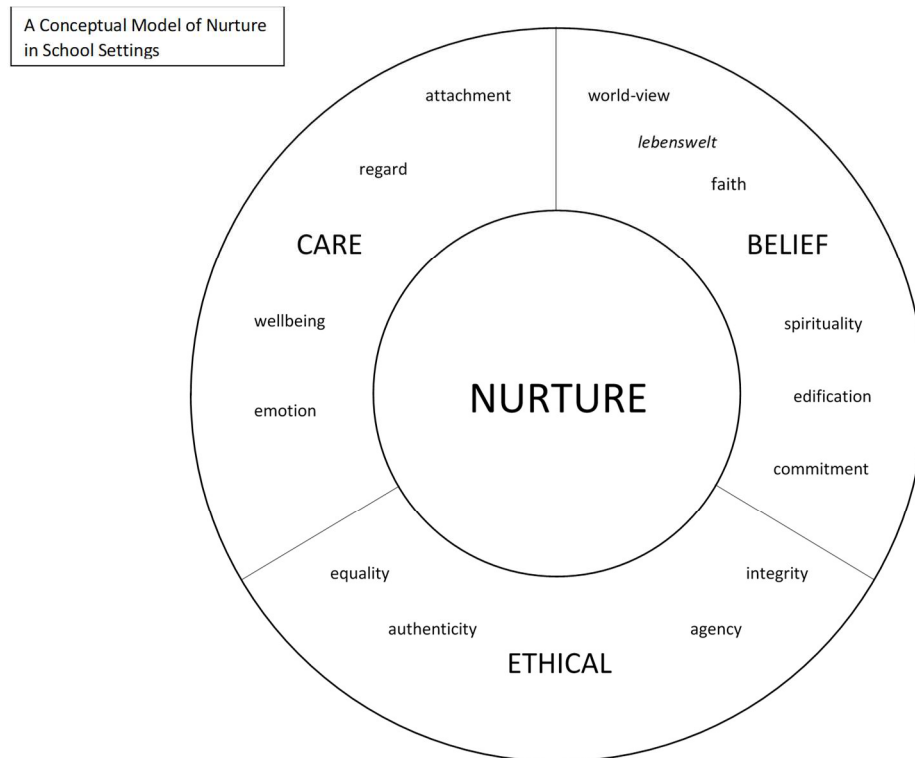 A Conceptual Model of Nurture
in School Settings
attachment
regard
CARE
wellbeing
emotion
world-view
lebenswelt
faith
BELIEF
spirituality
edification
commitment
NURTURE
equality
authenticity
ETHICAL
integrity
agency